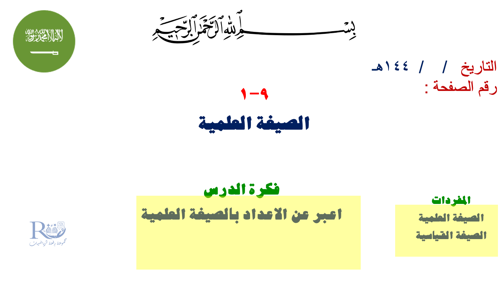 بسم الله الرحمن الرحيم
التاريخ / / ١٤٤هـ
رقم الصفحة :
٩-١
الصيغة العلمية
فكرة الدرس
اعبر عن الاعداد بالصيغة العلمية
المفردات
الصيغة العلمية
الصيغة القياسية